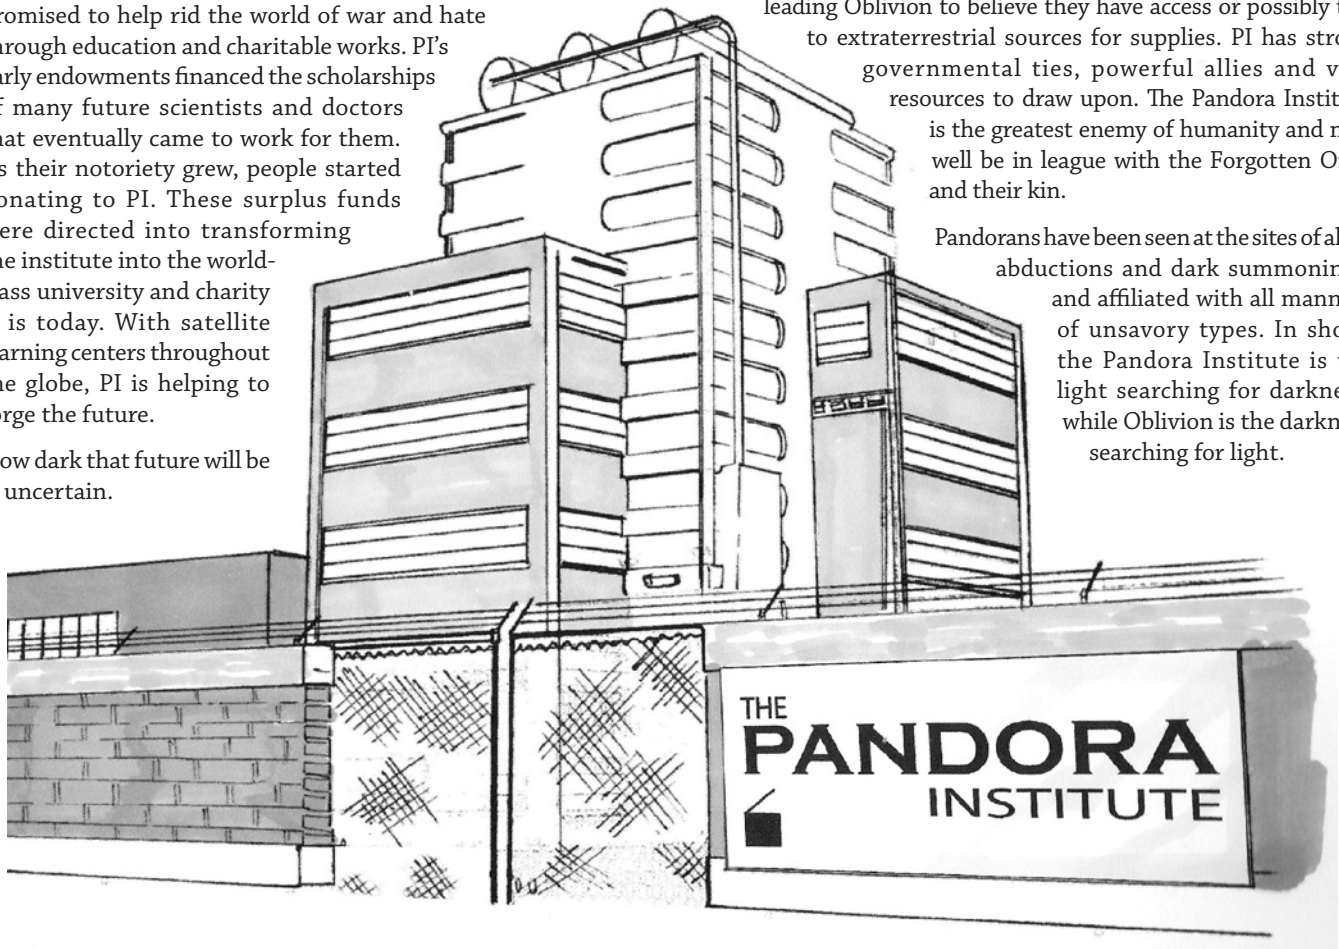 romised to help rid the world of war and hate
hrough education and charitable works. PI’s
arly endowments financed the scholarships
f many future scientists and doctors
hat eventually came to work for them.
s their notoriety grew, people started
onating to PI. These surplus funds
ere directed into transforming
he institute into the world-
ass university and charity
is today. With satellite
arning centers throughout
he globe, PI is helping to
orge the future.
ow dark that future will be
uncertain.
leading Oblivion to believe they have access or possibly t
to extraterrestrial sources for supplies. PI has stro
governmental ties, powerful allies and v
resources to draw upon. The Pandora Instit
is the greatest enemy of humanity and m
well be in league with the Forgotten O
and their kin.
Pandorans have been seen at the sites of al
abductions and dark summonin
and affiliated with all mann
of unsavory types. In sho
the Pandora Institute is t
light searching for darkne
while Oblivion is the darkn
searching for light.
THE
PANDORA
INSTITUTE